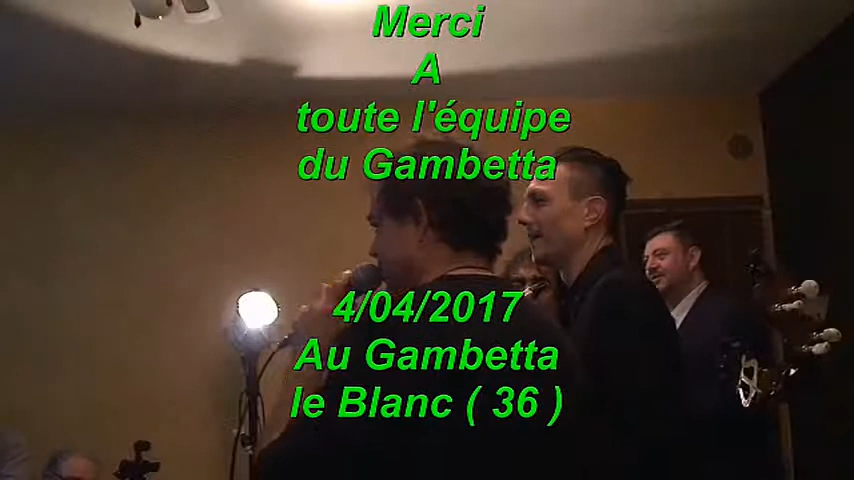 Merci
A
toute l'équipe
du Gambetta
4/04/2017
Au Gambetta
le Blanc ( 36 )